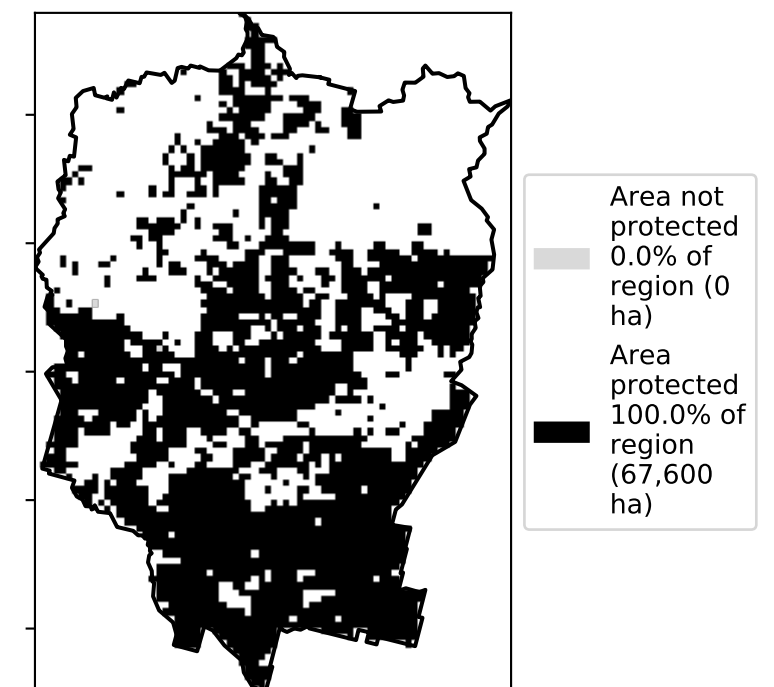 Area not
protected
0.0% of
region (0
ha)
Area
protected
100.0% of
region
(67,600
ha)